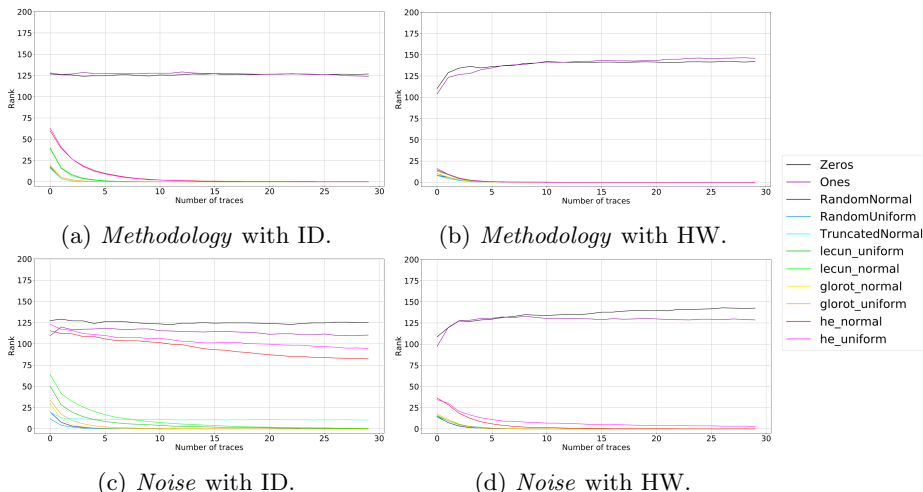 200
175
150
125
100
75
50
25
0
Rank
0 5 10 15 20 25 30
Number of traces
(a) Methodology with ID.
200
175
150
125
100
75
50
25
0
Rank
0 5 10 15 20 25 30
Number of traces
(b) Methodology with HW.
200
175
150
125
100
75
50
25
0
Rank
0 5 10 15 20 25 30
Number of traces
(c) Noise with ID.
200
175
150
125
100
75
50
25
0
Rank
0 5 10 15 20 25 30
Number of traces
(d) Noise with HW.
Zeros
Ones
RandomNormal
RandomUniform
TruncatedNormal
lecun_uniform
lecun_normal
glorot_normal
glorot_uniform
he_normal
he_uniform